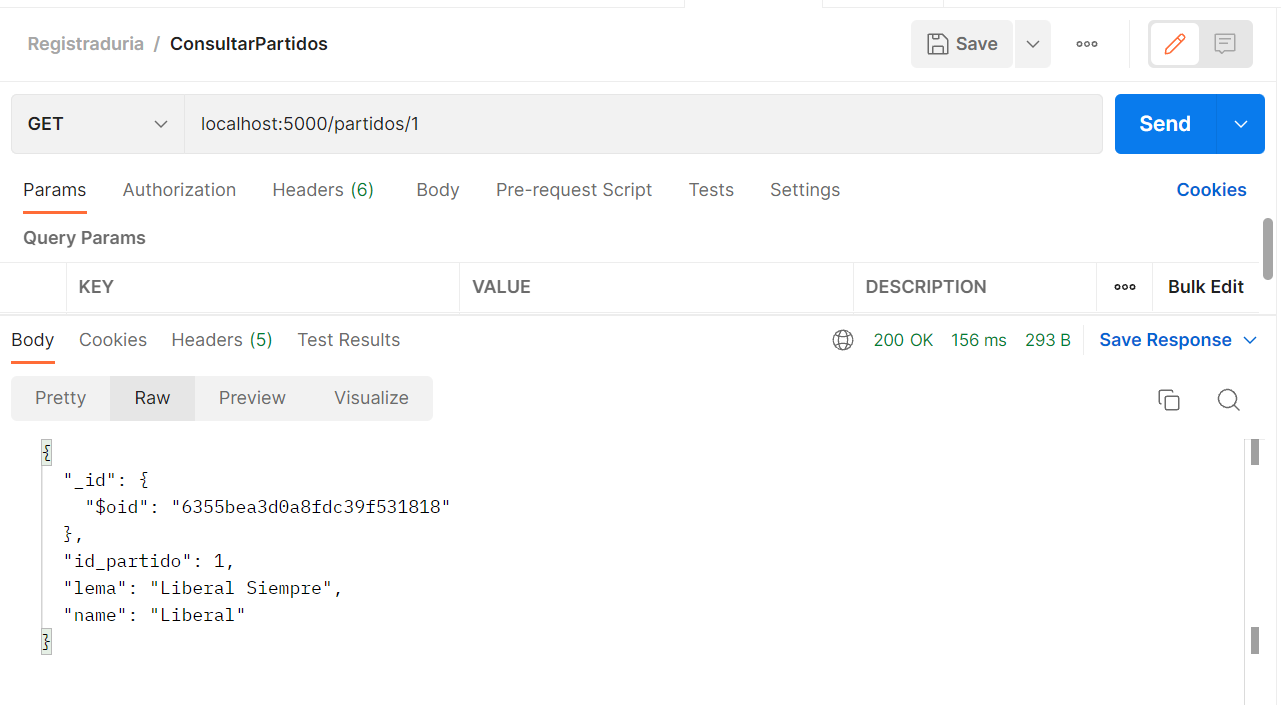 Registraduria / ConsultarPartidos
Save
GET
localhost:5000/partidos/1
Send
Params Authorization Headers (6) Body Pre-request Script Tests Settings Cookies
Query Params
KEY VALUE DESCRIPTION Bulk Edit
Body Cookies Headers (5) Test Results 200 OK 156 ms 293 B Save Response
Pretty Raw Preview Visualize
{
"_id": {
"$oid": "6355bea3d0a8fdc39f531818"
},
"id_partido": 1,
"lema": "Liberal Siempre",
"name": "Liberal"
}